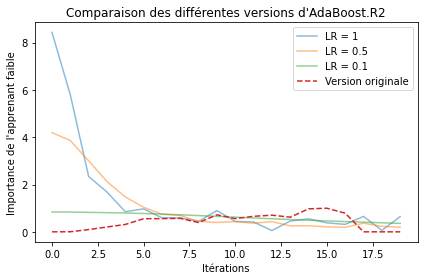 Comparaison des différentes versions d'AdaBoost.R2
LR = 1
LR = 0.5
LR = 0.1
Version originale
Importance de l'apprenant faible
8
6
4
2
0
0.0 2.5 5.0 7.5 10.0 12.5 15.0 17.5
Itérations